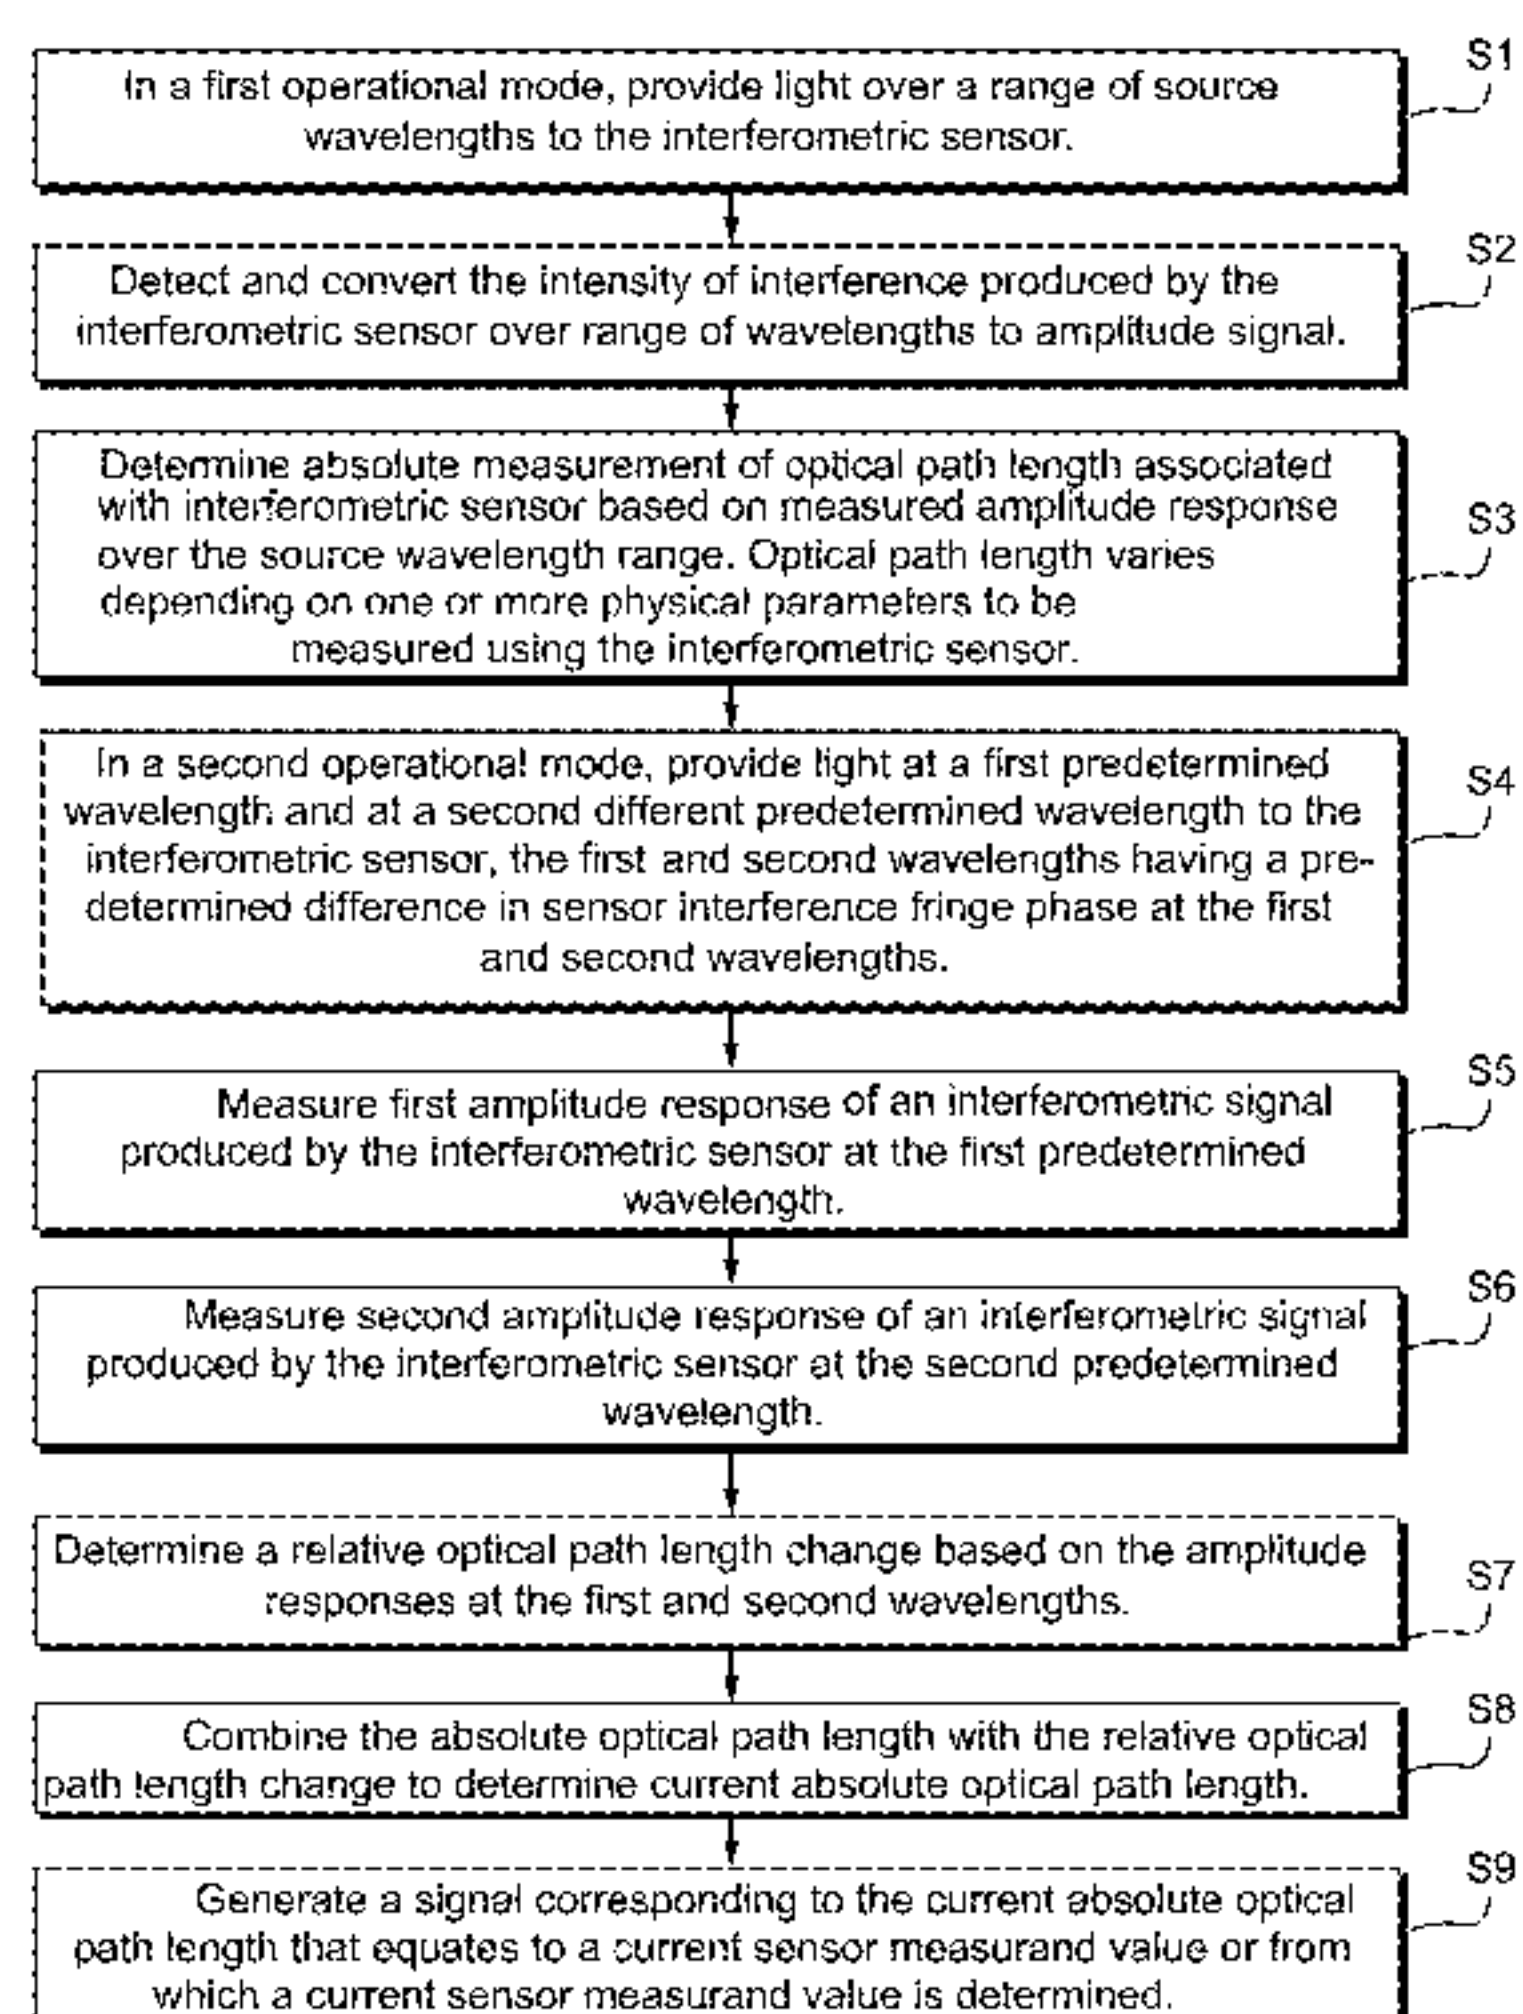 S1
In a first operational mode, provide light over a range of source
wavelengths to the interferometric sensor.
S2
Detect and convert the intensity of interference produced by the
interferometric sensor over range of wavelengths to amplitude signal.
S3
Determine absolute measurement of optical path length associated
with interferometric sensor based on measured amplitude response
over the source wavelength range. Optical path length varies
depending on one or more physical parameters to be
measured using the interferometric sensor.
S4
In a second operational mode, provide light at a first predetermined
wavelength and at a second different predetermined wavelength to the
interferometric sensor, the first and second wavelengths having a pre-
determined difference in sensor interference fringe phase at the first
and second wavelengths.
S5
Measure first amplitude response of an interferometric signal
produced by the interferometric sensor at the first predetermined
wavelength.
S6
Measure second amplitude response of an interferometric signal
produced by the interferometric sensor at the second predetermined
wavelength.
S7
Determine a relative optical path length change based on the amplitude
responses at the first and second wavelengths.
S8
Combine the absolute optical path length with the relative optical
path length change to determine current absolute optical path length.
S9
Generate a signal corresponding to the current absolute optical
path length that equates to a current sensor measurand value or from
which a current sensor measurand value is determined.